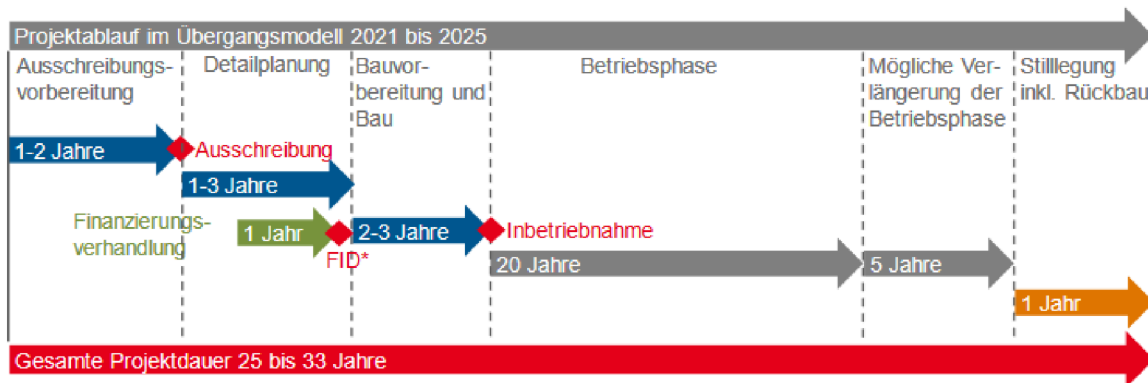 Projektablauf im Übergangsmodell 2021 bis 2025
Ausschreibungs-
vorbereitung
Detailplanung
Bauvor-
bereitung und
Bau
Betriebsphase
Mögliche Ver-
längerung der
Betriebsphase
Stilllegung
inkl. Rückbau
1-2 Jahre
Ausschreibung
1-3 Jahre
Finanzierungs-
verhandlung
1 Jahr
FID*
2-3 Jahre
Inbetriebnahme
20 Jahre
5 Jahre
1 Jahr
Gesamte Projektdauer 25 bis 33 Jahre